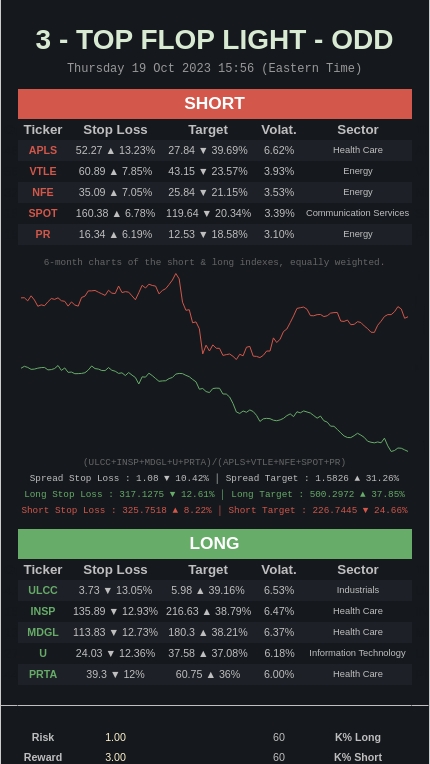 3 - TOP FLOP LIGHT - ODD
Thursday 19 Oct 2023 15:56 (Eastern Time)
SHORT
Ticker Stop Loss Target Volat. Sector
APLS 52.27 ▲ 13.23% 27.84 ▼ 39.69% 6.62% Health Care
VTLE 60.89 ▲ 7.85% 43.15 ▼ 23.57% 3.93% Energy
NFE 35.09 ▲ 7.05% 25.84 ▼ 21.15% 3.53% Energy
SPOT 160.38 ▲ 6.78% 119.64 ▼ 20.34% 3.39% Communication Services
PR 16.34 ▲ 6.19% 12.53 ▼ 18.58% 3.10% Energy
6-month charts of the short & long indexes, equally weighted.
(ULCC+INSP+MDGL+U+PRTA)/(APLS+VTLE+NFE+SPOT+PR)
Spread Stop Loss : 1.08 ▼ 10.42% | Spread Target : 1.5826 ▲ 31.26%
Long Stop Loss : 317.1275 ▼ 12.61% | Long Target : 500.2972 ▲ 37.85%
Short Stop Loss : 325.7518 ▲ 8.22% | Short Target : 226.7445 ▼ 24.66%
LONG
Ticker Stop Loss Target Volat. Sector
ULCC 3.73 ▼ 13.05% 5.98 ▲ 39.16% 6.53% Industrials
INSP 135.89 ▼ 12.93% 216.63 ▲ 38.79% 6.47% Health Care
MDGL 113.83 ▼ 12.73% 180.3 ▲ 38.21% 6.37% Health Care
U 24.03 ▼ 12.36% 37.58 ▲ 37.08% 6.18% Information Technology
PRTA 39.3 ▼ 12% 60.75 ▲ 36% 6.00% Health Care
Risk 1.00 60 K% Long
Reward 3.00 60 K% Short